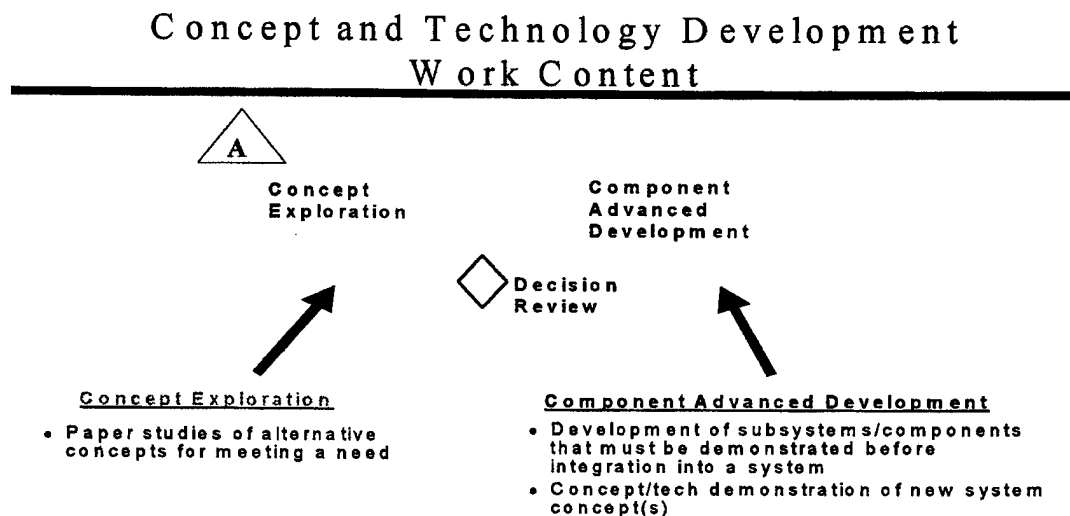 Concept and Technology Development
Work Content
A
Concept
Exploration
Component
Advanced
Development
Decision
Review
Concept Exploration
• Paper studies of alternative
concepts for meeting a need
Component Advanced Development
• Development of subsystems/components
that must be demonstrated before
integration into a system
• Concept/tech demonstration of new system
concept(s)